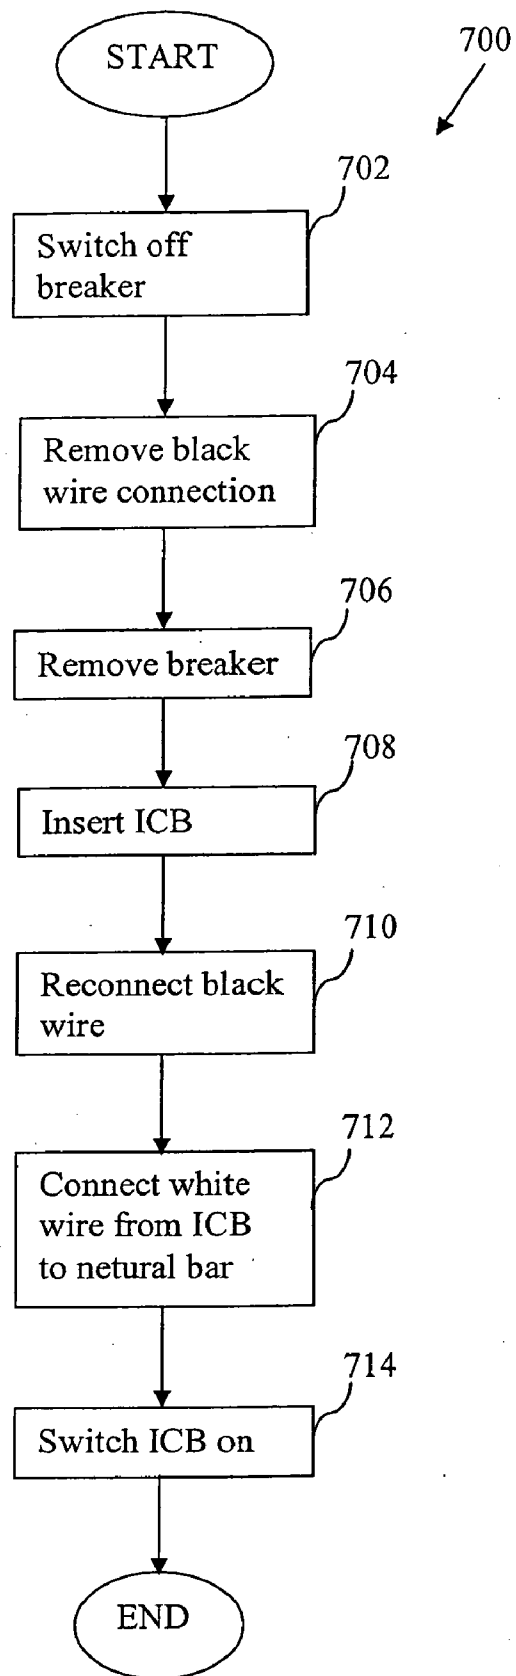 START
700
702
Switch off
breaker
704
Remove black
wire connection
706
Remove breaker
708
Insert ICB
710
Reconnect black
wire
712
Connect white
wire from ICB
to netural bar
714
Switch ICB on
END